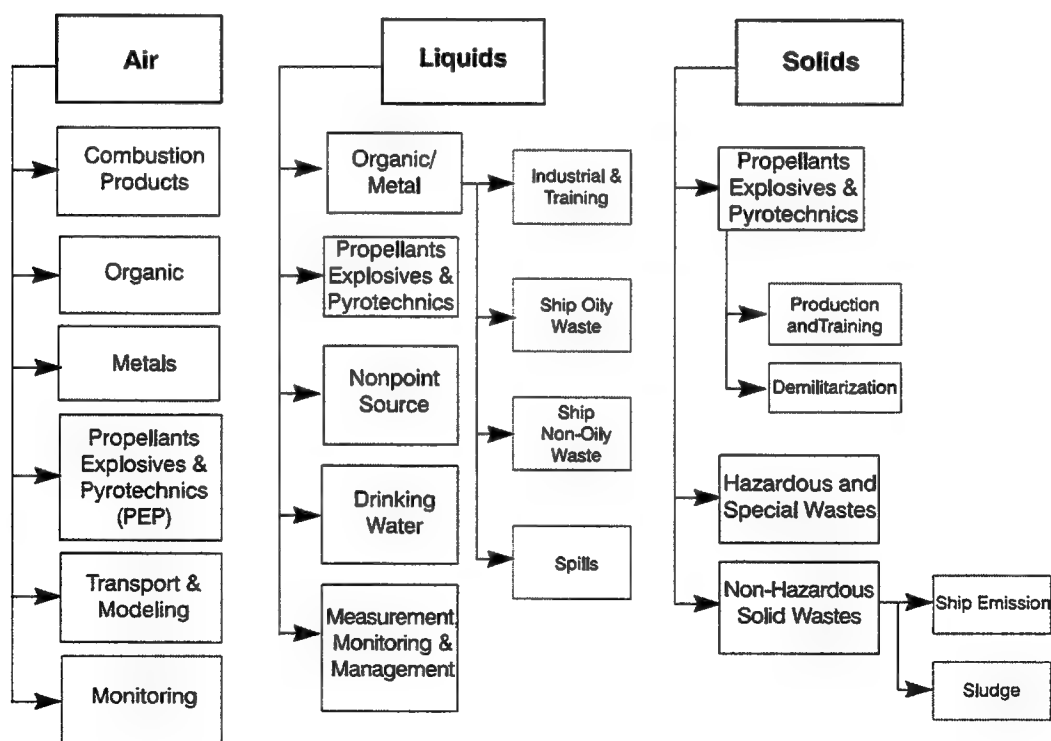 Air
Combustion
Products
Organic
Metals
Propellants
Explosives &
Pyrotechnics
(PEP)
Transport &
Modeling
Monitoring
Liquids
Organic/
Metal
Industrial &
Training
Ship Oily
Waste
Ship
Non-Oily
Waste
Spills
Propellants
Explosives &
Pyrotechnics
Nonpoint
Source
Drinking
Water
Measurement,
Monitoring &
Management
Solids
Propellants
Explosives &
Pyrotechnics
Production
andTraining
Demilitarization
Hazardous and
Special Wastes
Non-Hazardous
Solid Wastes
Ship Emission
Sludge